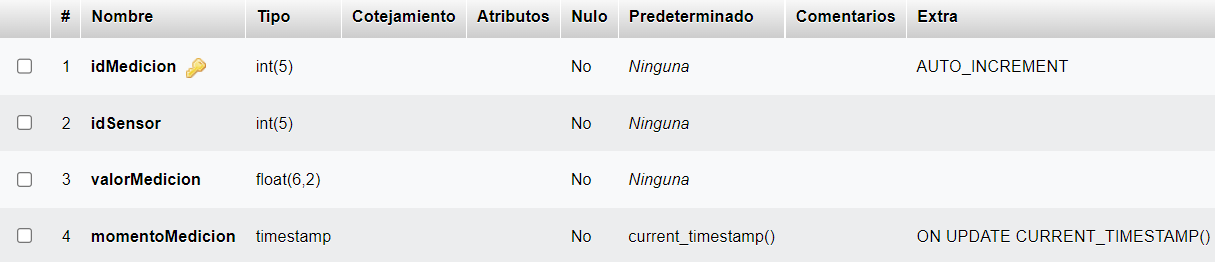 # Nombre Tipo Cotejamiento Atributos Nulo Predeterminado Comentarios Extra
1 idMedicion int(5) No Ninguna AUTO_INCREMENT
2 idSensor int(5) No Ninguna
3 valorMedicion float(6,2) No Ninguna
4 momentoMedicion timestamp No current_timestamp() ON UPDATE CURRENT_TIMESTAMP()